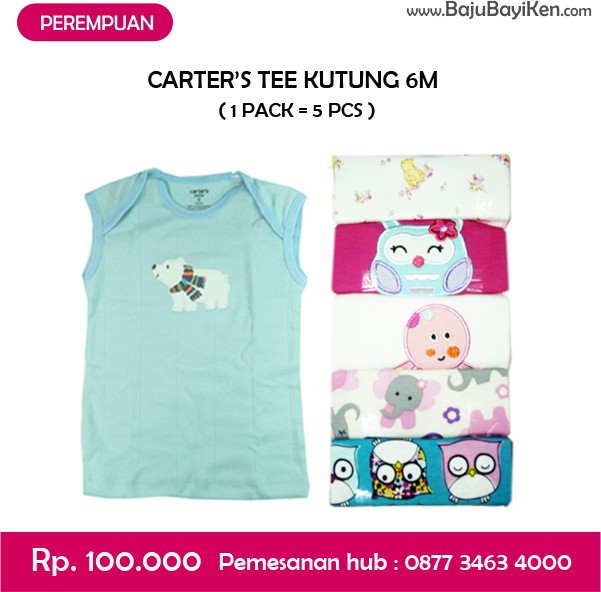 PEREMPUAN
www.BajuBayiKen.com
CARTER'S TEE KUTUNG 6M
( 1 PACK = 5 PCS )
carter's
Rp. 100.000 Pemesanan hub : 0877 3463 4000